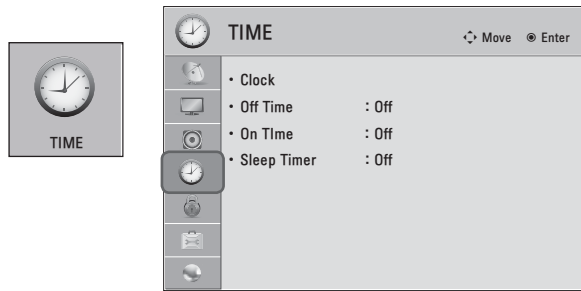 TIME
TIME Move Enter
• Clock
• Off Time : Off
• On TIme : Off
• Sleep Timer : Off